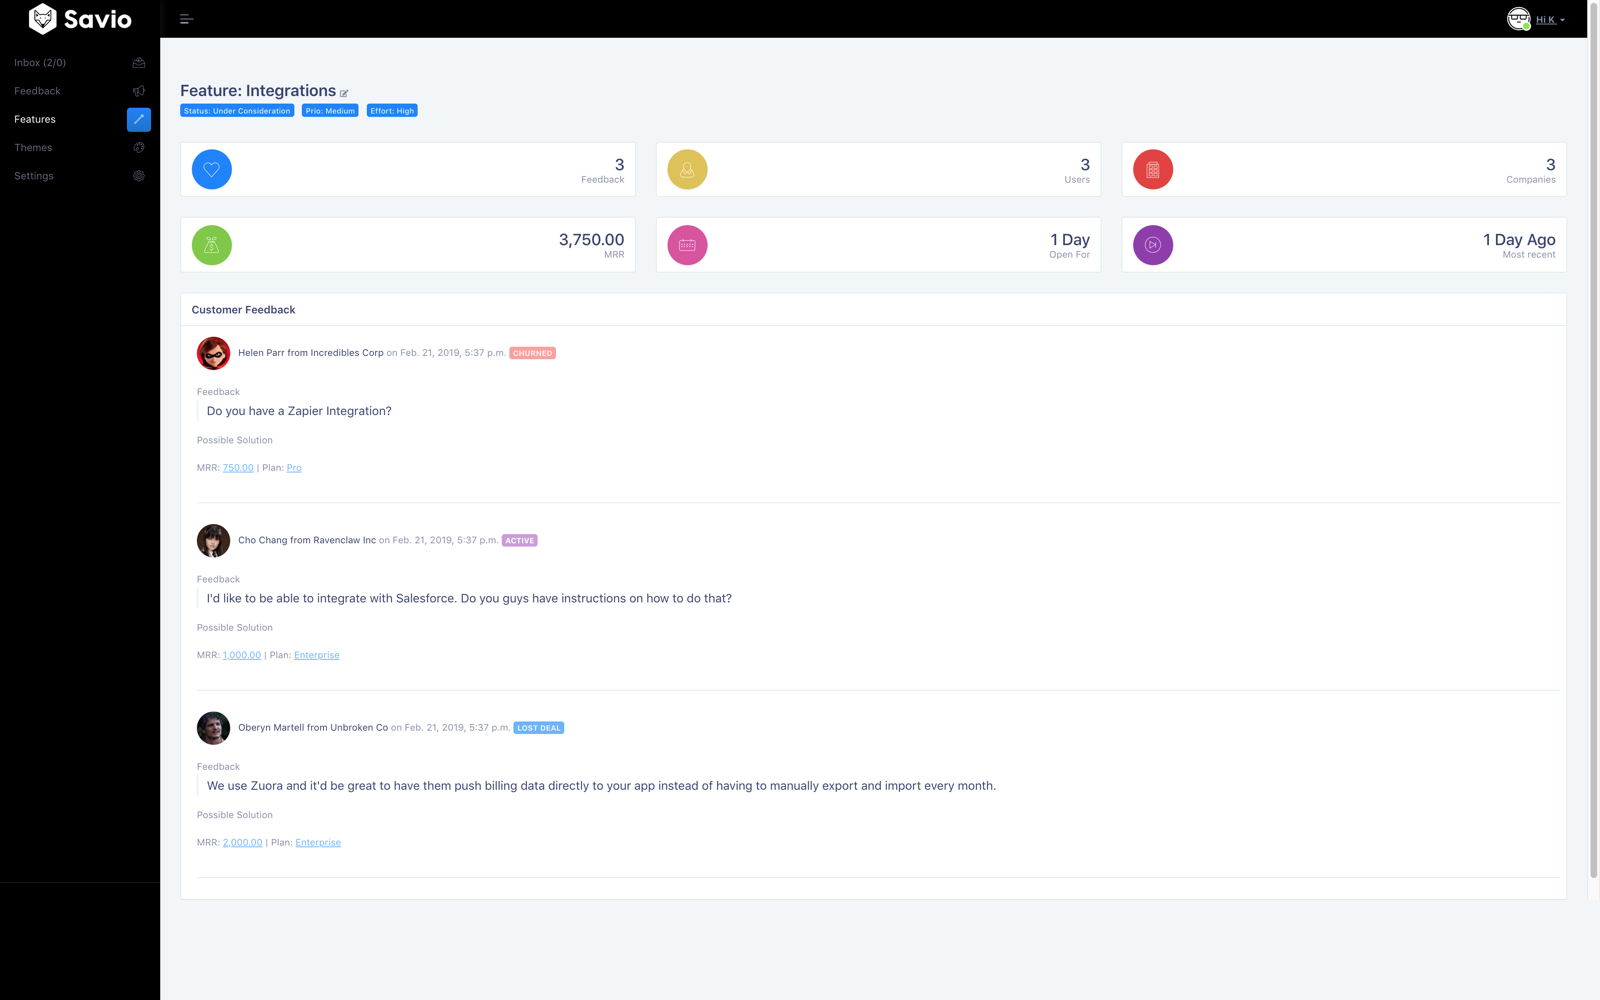 Savio
Hi K
Inbox (2/0)
Feedback
Features
Themes
Settings
Feature: Integrations
Status: Under Consideration
Prio: Medium
Effort: High
3
Feedback
3
Users
3
Companies
3,750.00
MRR
1 Day
Open For
1 Day Ago
Most recent
Customer Feedback
Helen Parr from Incredibles Corp on Feb. 21, 2019, 5:37 p.m. CHURNED
Feedback
Do you have a Zapier Integration?
Possible Solution
MRR: 750.00 | Plan: Pro
Cho Chang from Ravenclaw Inc on Feb. 21, 2019, 5:37 p.m. ACTIVE
Feedback
I'd like to be able to integrate with Salesforce. Do you guys have instructions on how to do that?
Possible Solution
MRR: 1,000.00 | Plan: Enterprise
Oberyn Martell from Unbroken Co on Feb. 21, 2019, 5:37 p.m. LOST DEAL
Feedback
We use Zuora and it'd be great to have them push billing data directly to your app instead of having to manually export and import every month.
Possible Solution
MRR: 2,000.00 | Plan: Enterprise